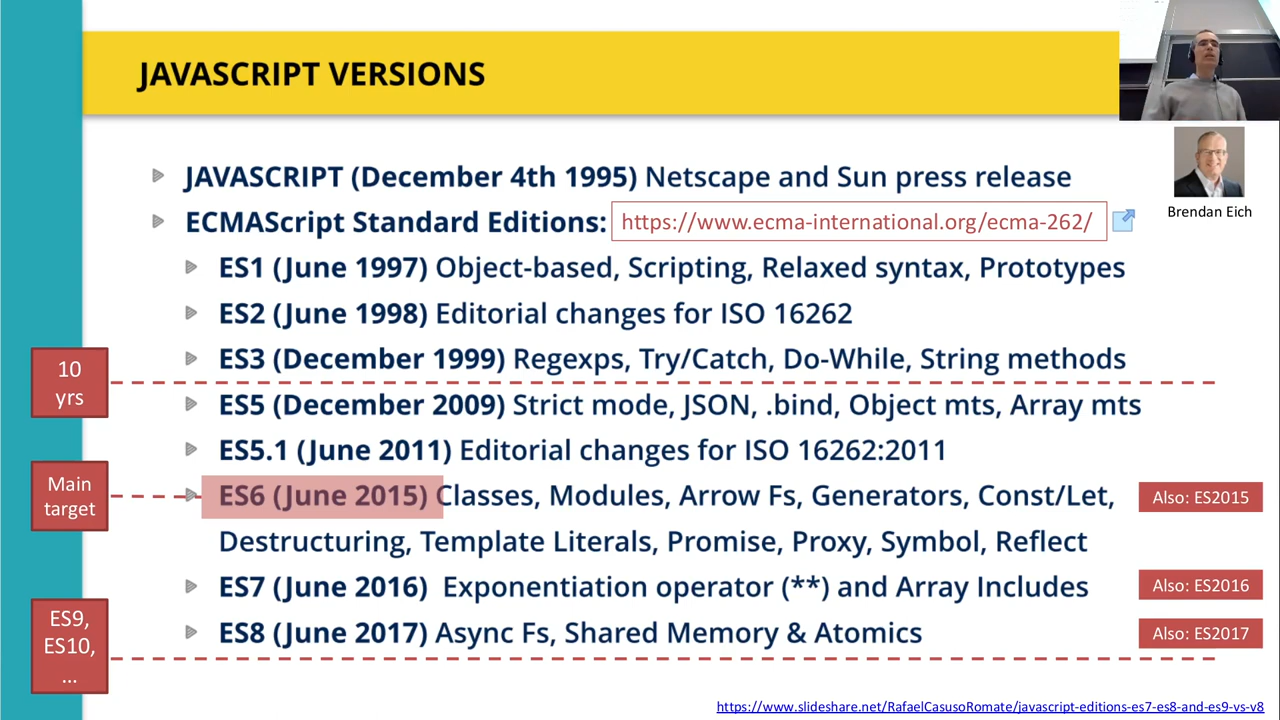 JAVASCRIPT VERSIONS
JAVASCRIPT (December 4th 1995) Netscape and Sun press release
Brendan Eich
ECMAScript Standard Editions: https://www.ecma-international.org/ecma-262/
ES1 (June 1997) Object-based, Scripting, Relaxed syntax, Prototypes
ES2 (June 1998) Editorial changes for ISO 16262
ES3 (December 1999) Regexps, Try/Catch, Do-While, String methods
10
yrs
ES5 (December 2009) Strict mode, JSON, .bind, Object mts, Array mts
ES5.1 (June 2011) Editorial changes for ISO 16262:2011
Main
target
ES6 (June 2015) Classes, Modules, Arrow Fs, Generators, Const/Let,
Also: ES2015
Destructuring, Template Literals, Promise, Proxy, Symbol, Reflect
ES7 (June 2016) Exponentiation operator (**) and Array Includes
Also: ES2016
ES8 (June 2017) Async Fs, Shared Memory & Atomics
Also: ES2017
ES9,
ES10,
...
https://www.slideshare.net/RafaelCasusoRomate/javascript-editions-es7-es8-and-es9-vs-v8